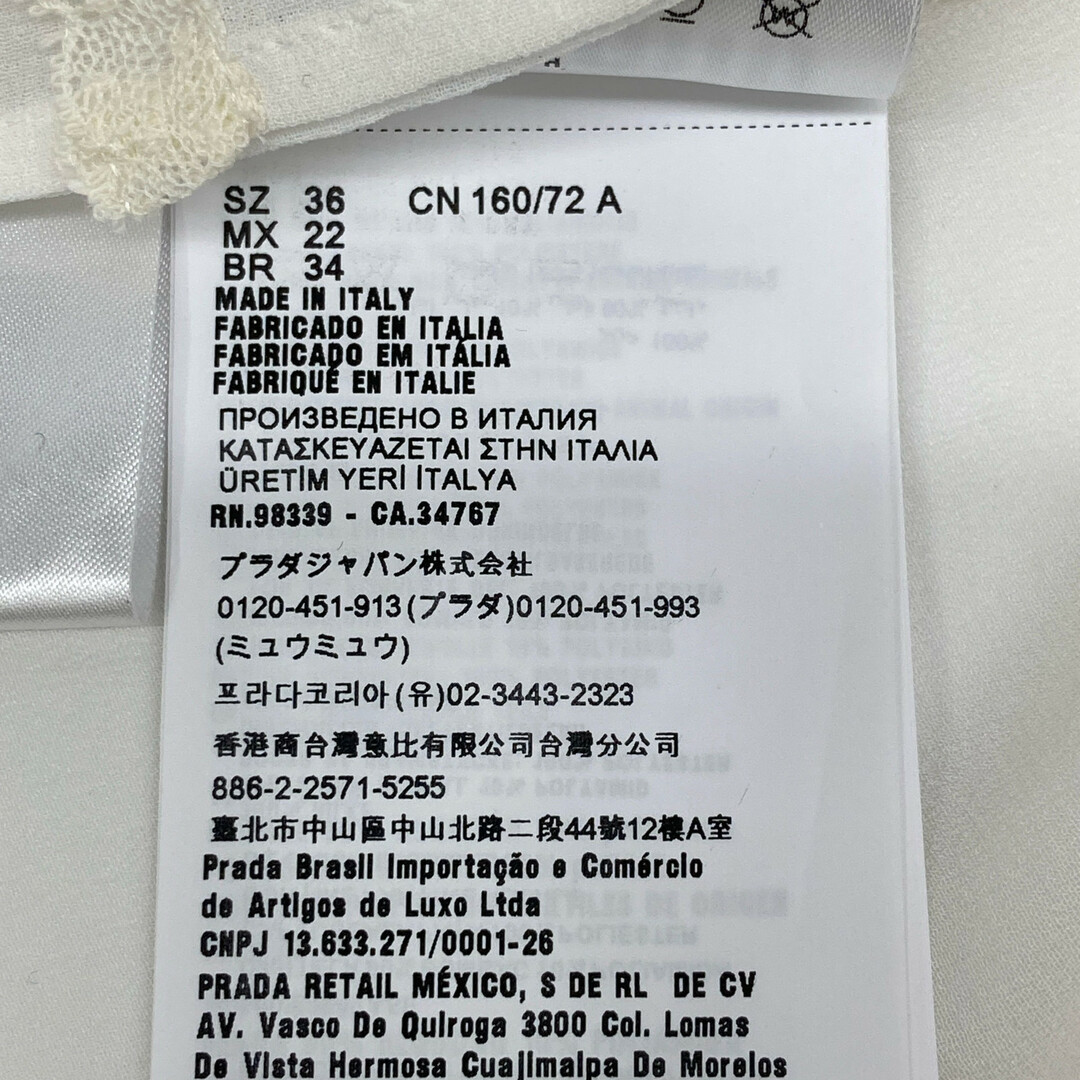 SZ 36 CN 160/72 A
MX 22
BR 34
MADE IN ITALY
FABRICADO EN ITALIA
FABRICADO EM ITÁLIA
FABRIQUÉ EN ITALIE
ПРОИЗВЕДЕНО В ИТАЛИЯ
ΚΑΤΑΣΚΕΥΑΖΕΤΑΙ ΣΤΗΝ ΙΤΑΛΙΑ
ÜRETİM YERİ İTALYA
RN.98339 - CA.34767
プラダジャパン株式会社
0120-451-913(プラダ)0120-451-993
(ミュウミュウ)
프라다코리아(유)02-3443-2323
香港商台灣意比有限公司台灣分公司
886-2-2571-5255
臺北市中山區中山北路二段44號12樓A室
Prada Brasil Importação e Comércio
de Artigos de Luxo Ltda
CNPJ 13.633.271/0001-26
PRADA RETAIL MÉXICO, S DE RL DE CV
AV. Vasco De Quiroga 3800 Col. Lomas
De Vista Hermosa Cuajimalpa De Morelos